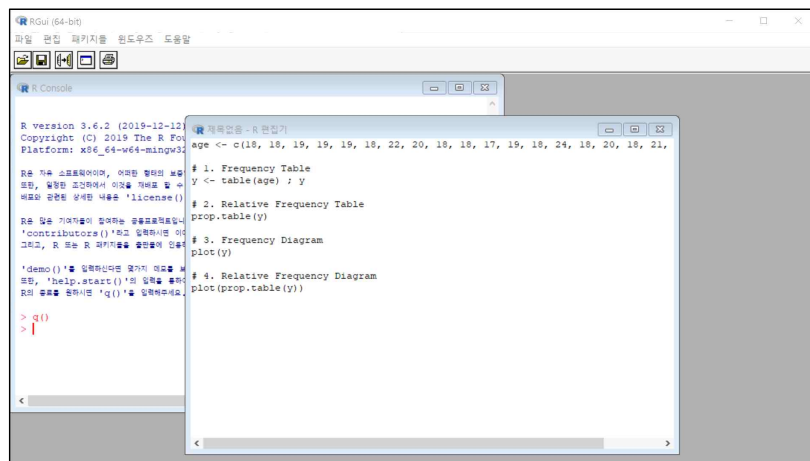 RGui (64-bit)
파일 편집 패키지들 윈도우즈 도움말
R Console
R version 3.6.2 (2019-12-12)
Copyright (C) 2019 The R Fou
Platform: x86_64-w64-mingw32
R은 자유 소프트웨어이며, 어떠한 형태의 보증
또한, 일정한 조건하에서 이것을 재배포 할 수
배포와 관련된 상세한 내용은 'license()
R은 많은 기여자들이 참여하는 공동프로젝트입니
'contributors()'라고 입력하시면 이
그리고, R 또는 R 패키지들을 출판물에 인용하
'demo()'를 입력하신다면 몇가지 데모를 보
또한, 'help.start()'의 입력을 통하여
R의 종료를 원하시면 'q()'을 입력해주세요.
> q()
>
제목없음 - R 편집기
age <- c(18, 18, 19, 19, 19, 18, 22, 20, 18, 18, 17, 19, 18, 24, 18, 20, 18, 21,
# 1. Frequency Table
y <- table(age) ; y
# 2. Relative Frequency Table
prop.table(y)
# 3. Frequency Diagram
plot(y)
# 4. Relative Frequency Diagram
plot(prop.table(y))